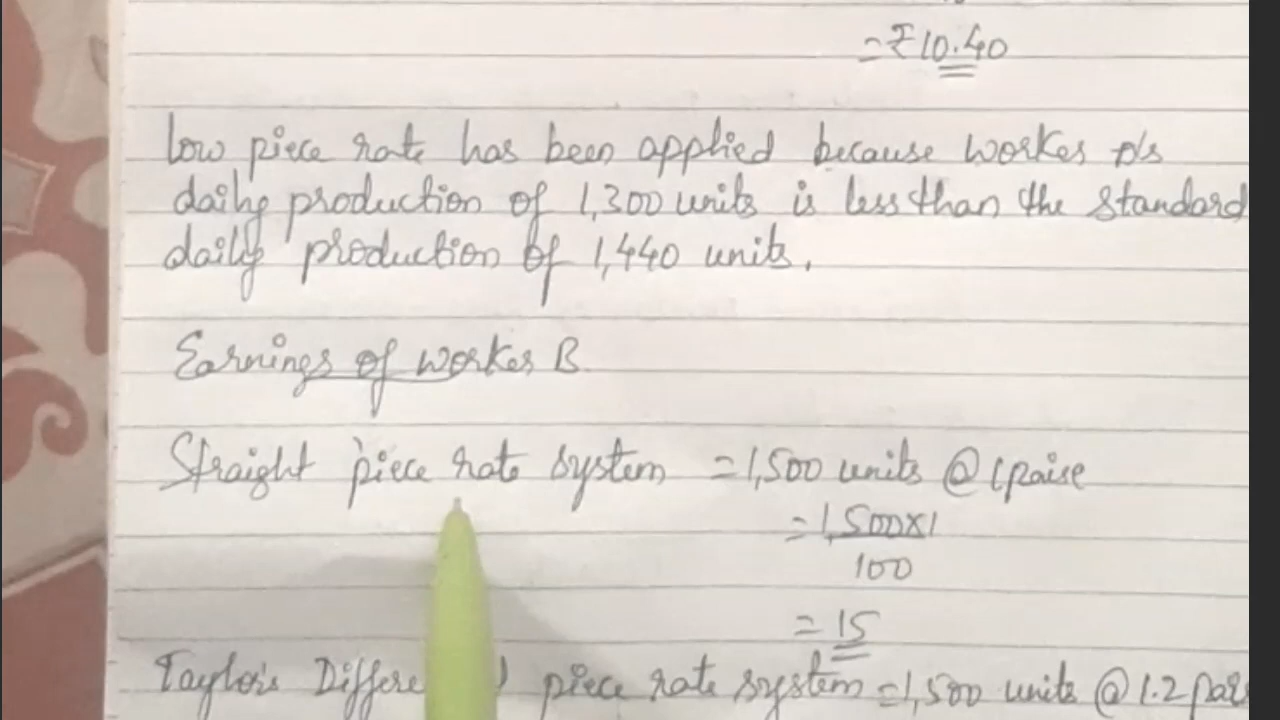 =₹10.40
Low piece rate has been applied because worker A's
daily production of 1,300 units is less than the standard
daily production of 1,440 units.
Earnings of worker B
Straight piece rate system = 1,500 units @ 1 paise
= 1,500x1
100
= 15
Taylor's piece rate system = 1,500 units @ 1.2